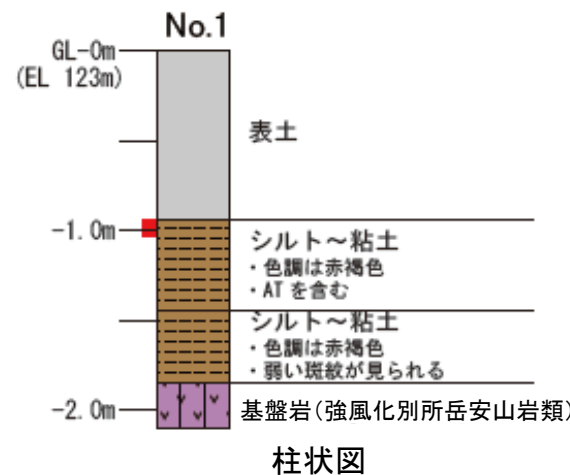 No.1
GL-0m
(EL 123m)
表土
-1.0m
シルト～粘土
・色調は赤褐色
・ATを含む
シルト～粘土
・色調は赤褐色
・弱い斑紋が見られる
-2.0m
基盤岩(強風化別所岳安山岩類)
柱状図